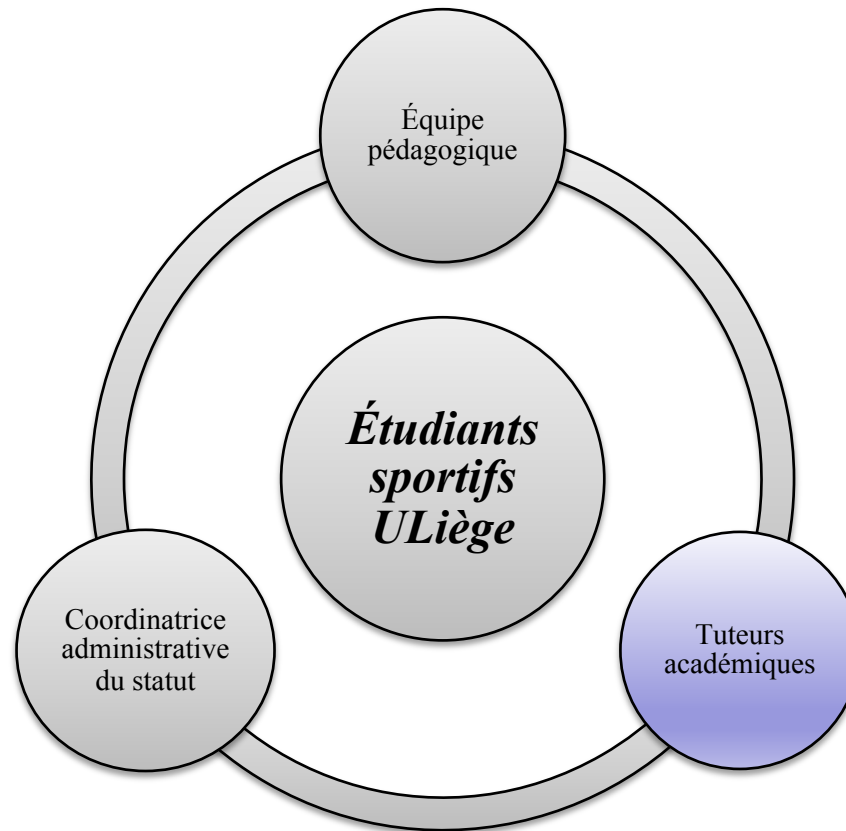 Équipe
pédagogique
Étudiants
sportifs
ULiège
Coordinatrice
administrative
du statut
Tuteurs
académiques